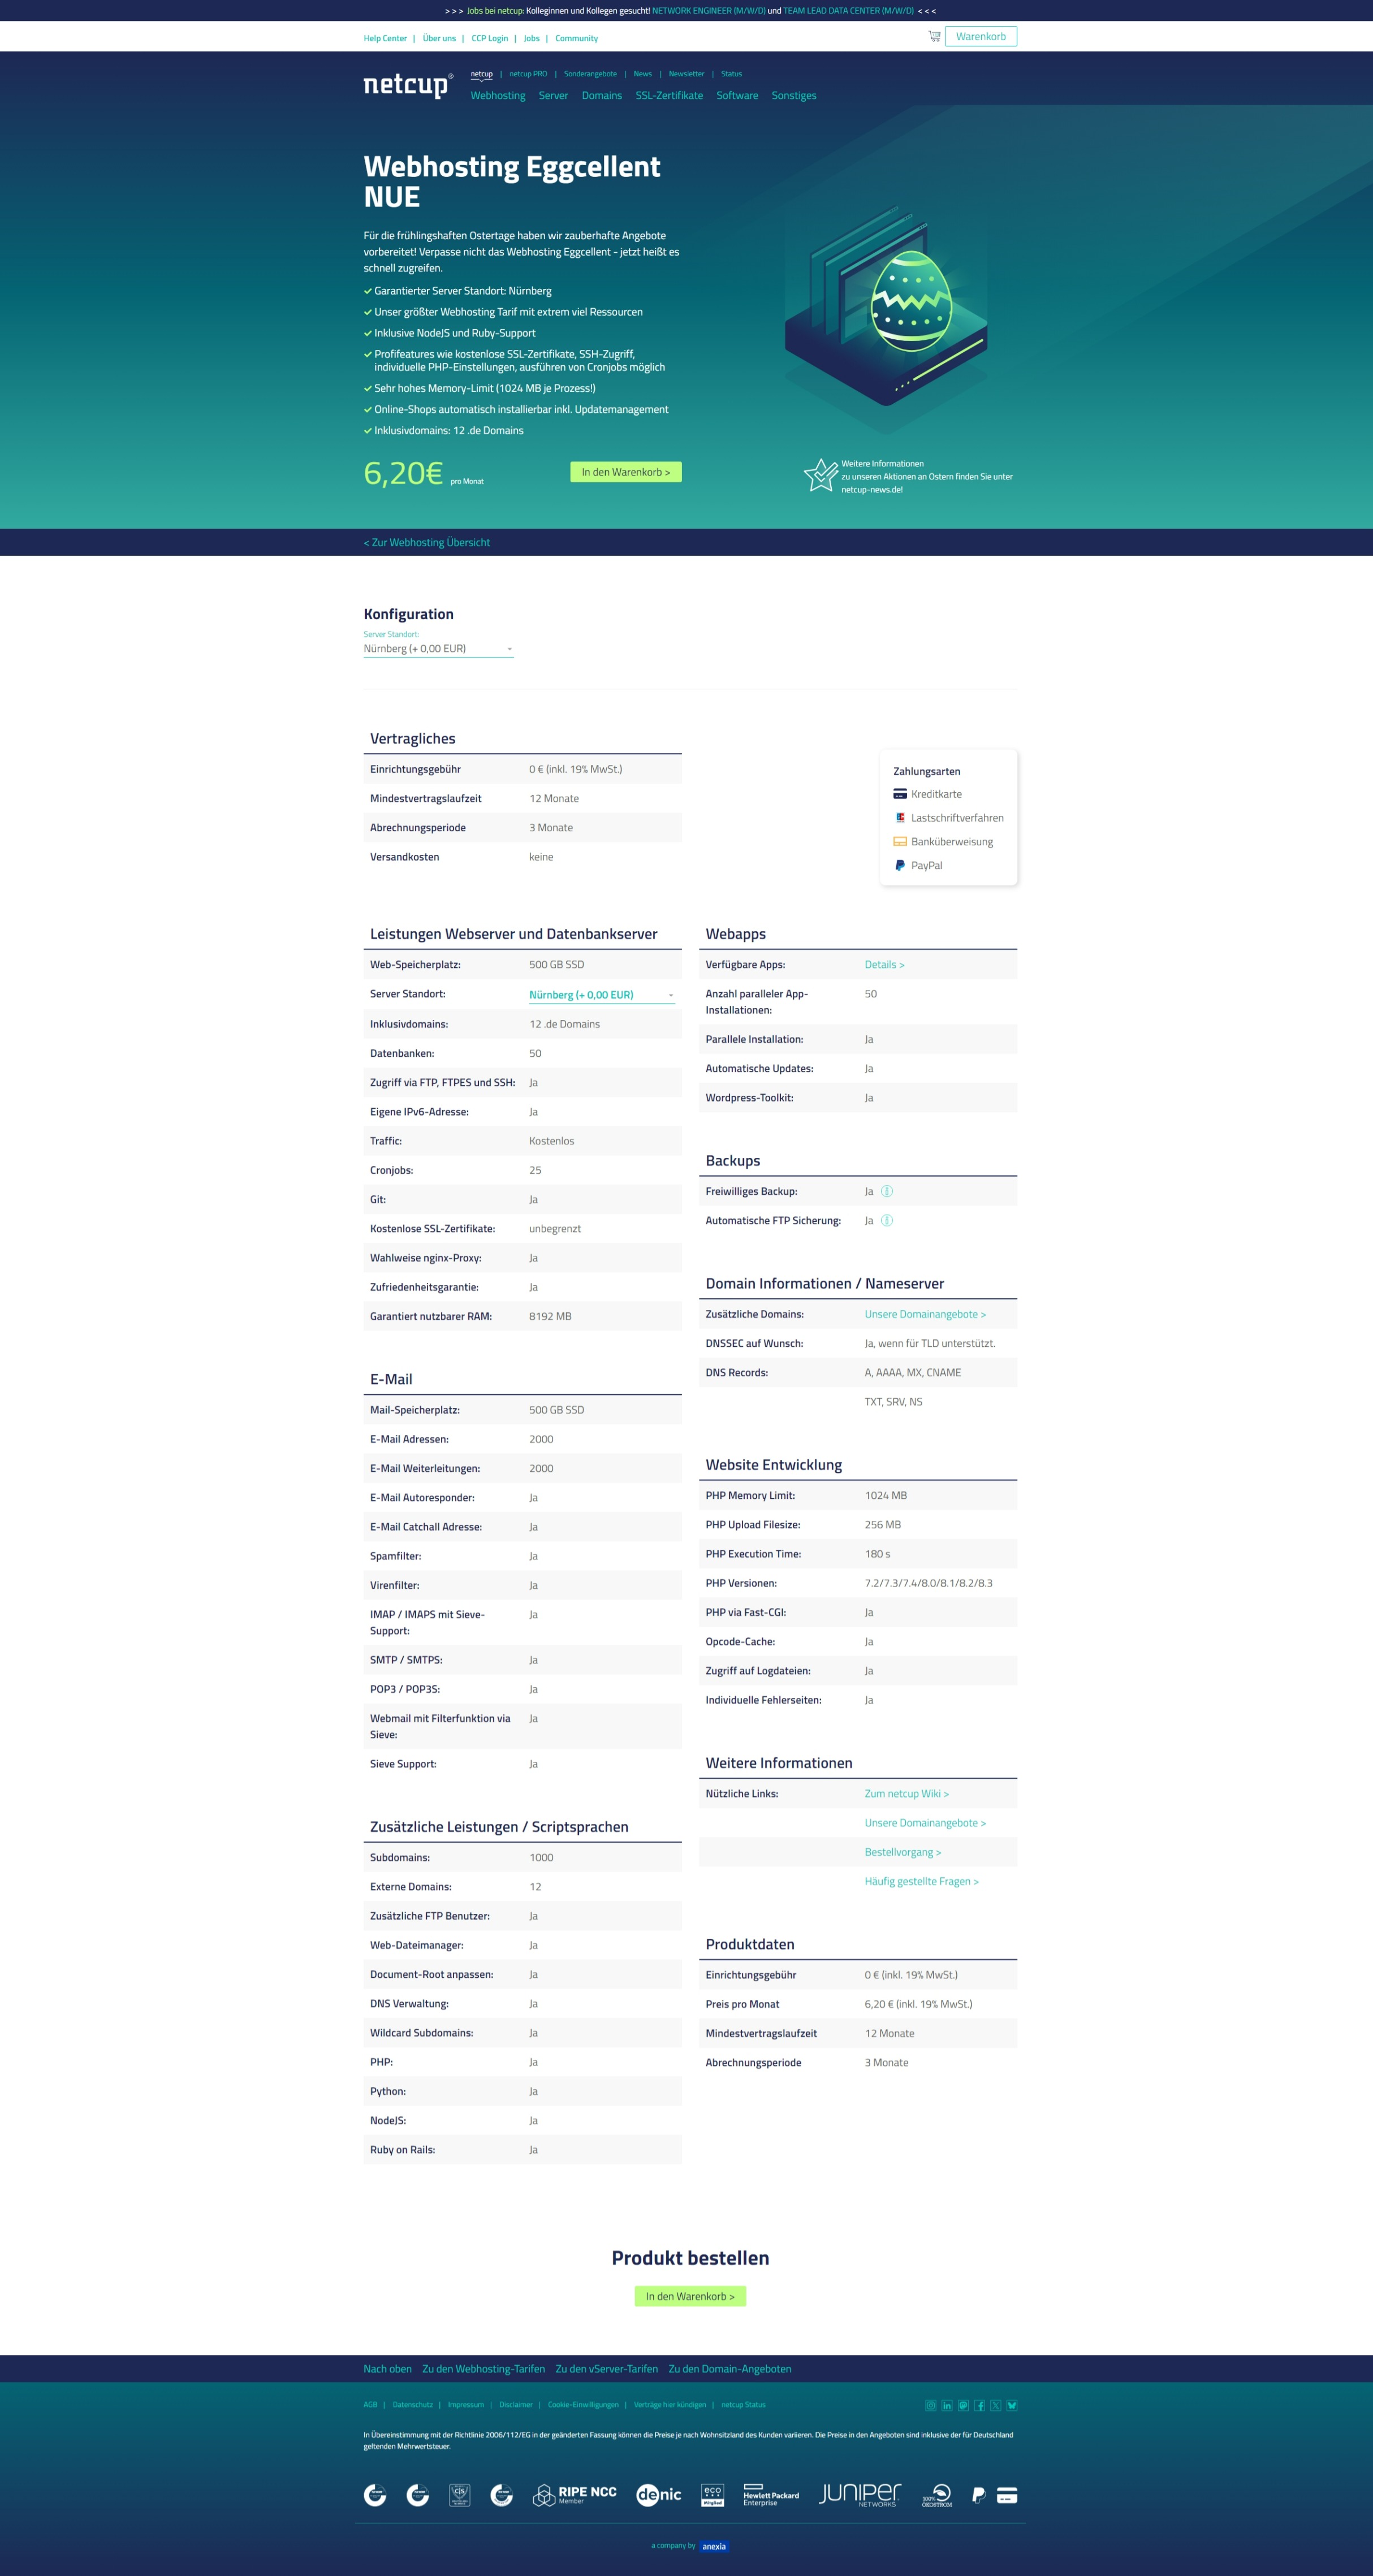 > > > Jobs bei netcup: Kolleginnen und Kollegen gesucht! NETWORK ENGINEER (M/W/D) und TEAM LEAD DATA CENTER (M/W/D) < < <
Help Center | Über uns | CCP Login | Jobs | Community
Warenkorb
netcup®
netcup | netcup PRO | Sonderangebote | News | Newsletter | Status
Webhosting Server Domains SSL-Zertifikate Software Sonstiges
Webhosting Eggcellent
NUE
Für die frühlingshaften Ostertage haben wir zauberhafte Angebote
vorbereitet! Verpasse nicht das Webhosting Eggcellent - jetzt heißt es
schnell zugreifen.
Garantierter Server Standort: Nürnberg
Unser größter Webhosting Tarif mit extrem viel Ressourcen
Inklusive NodeJS und Ruby-Support
Profifeatures wie kostenlose SSL-Zertifikate, SSH-Zugriff,
individuelle PHP-Einstellungen, ausführen von Cronjobs möglich
Sehr hohes Memory-Limit (1024 MB je Prozess!)
Online-Shops automatisch installierbar inkl. Updatemanagement
Inklusivdomains: 12 .de Domains
6,20€ pro Monat
In den Warenkorb >
Weitere Informationen
zu unseren Aktionen an Ostern finden Sie unter
netcup-news.de!
< Zur Webhosting Übersicht
Konfiguration
Server Standort:
Nürnberg (+ 0,00 EUR)
Vertragliches
Einrichtungsgebühr 0 € (inkl. 19% MwSt.)
Mindestvertragslaufzeit 12 Monate
Abrechnungsperiode 3 Monate
Versandkosten keine
Zahlungsarten
Kreditkarte
Lastschriftverfahren
Banküberweisung
PayPal
Leistungen Webserver und Datenbankserver
Web-Speicherplatz: 500 GB SSD
Server Standort: Nürnberg (+ 0,00 EUR)
Inklusivdomains: 12 .de Domains
Datenbanken: 50
Zugriff via FTP, FTPES und SSH: Ja
Eigene IPv6-Adresse: Ja
Traffic: Kostenlos
Cronjobs: 25
Git: Ja
Kostenlose SSL-Zertifikate: unbegrenzt
Wahlweise nginx-Proxy: Ja
Zufriedenheitsgarantie: Ja
Garantiert nutzbarer RAM: 8192 MB
E-Mail
Mail-Speicherplatz: 500 GB SSD
E-Mail Adressen: 2000
E-Mail Weiterleitungen: 2000
E-Mail Autoresponder: Ja
E-Mail Catchall Adresse: Ja
Spamfilter: Ja
Virenfilter: Ja
IMAP / IMAPS mit Sieve- Ja
Support:
SMTP / SMTPS: Ja
POP3 / POP3S: Ja
Webmail mit Filterfunktion via Ja
Sieve:
Sieve Support: Ja
Zusätzliche Leistungen / Scriptsprachen
Subdomains: 1000
Externe Domains: 12
Zusätzliche FTP Benutzer: Ja
Web-Dateimanager: Ja
Document-Root anpassen: Ja
DNS Verwaltung: Ja
Wildcard Subdomains: Ja
PHP: Ja
Python: Ja
NodeJS: Ja
Ruby on Rails: Ja
Webapps
Verfügbare Apps: Details >
Anzahl paralleler App- 50
Installationen:
Parallele Installation: Ja
Automatische Updates: Ja
Wordpress-Toolkit: Ja
Backups
Freiwilliges Backup: Ja
Automatische FTP Sicherung: Ja
Domain Informationen / Nameserver
Zusätzliche Domains: Unsere Domainangebote >
DNSSEC auf Wunsch: Ja, wenn für TLD unterstützt.
DNS Records: A, AAAA, MX, CNAME
TXT, SRV, NS
Website Entwicklung
PHP Memory Limit: 1024 MB
PHP Upload Filesize: 256 MB
PHP Execution Time: 180 s
PHP Versionen: 7.2/7.3/7.4/8.0/8.1/8.2/8.3
PHP via Fast-CGI: Ja
Opcode-Cache: Ja
Zugriff auf Logdateien: Ja
Individuelle Fehlerseiten: Ja
Weitere Informationen
Nützliche Links: Zum netcup Wiki >
Unsere Domainangebote >
Bestellvorgang >
Häufig gestellte Fragen >
Produktdaten
Einrichtungsgebühr 0 € (inkl. 19% MwSt.)
Preis pro Monat 6,20 € (inkl. 19% MwSt.)
Mindestvertragslaufzeit 12 Monate
Abrechnungsperiode 3 Monate
Produkt bestellen
In den Warenkorb >
Nach oben Zu den Webhosting-Tarifen Zu den vServer-Tarifen Zu den Domain-Angeboten
AGB | Datenschutz | Impressum | Disclaimer | Cookie-Einwilligungen | Verträge hier kündigen | netcup Status
In Übereinstimmung mit der Richtlinie 2006/112/EG in der geänderten Fassung können die Preise je nach Wohnsitzland des Kunden variieren. Die Preise in den Angeboten sind inklusive der für Deutschland
geltenden Mehrwertsteuer.
RIPE NCC
Member
denic
eco
Mitglied
Hewlett Packard
Enterprise
JUNIPER
NETWORKS
100%
ÖKOSTROM
a company by anexia